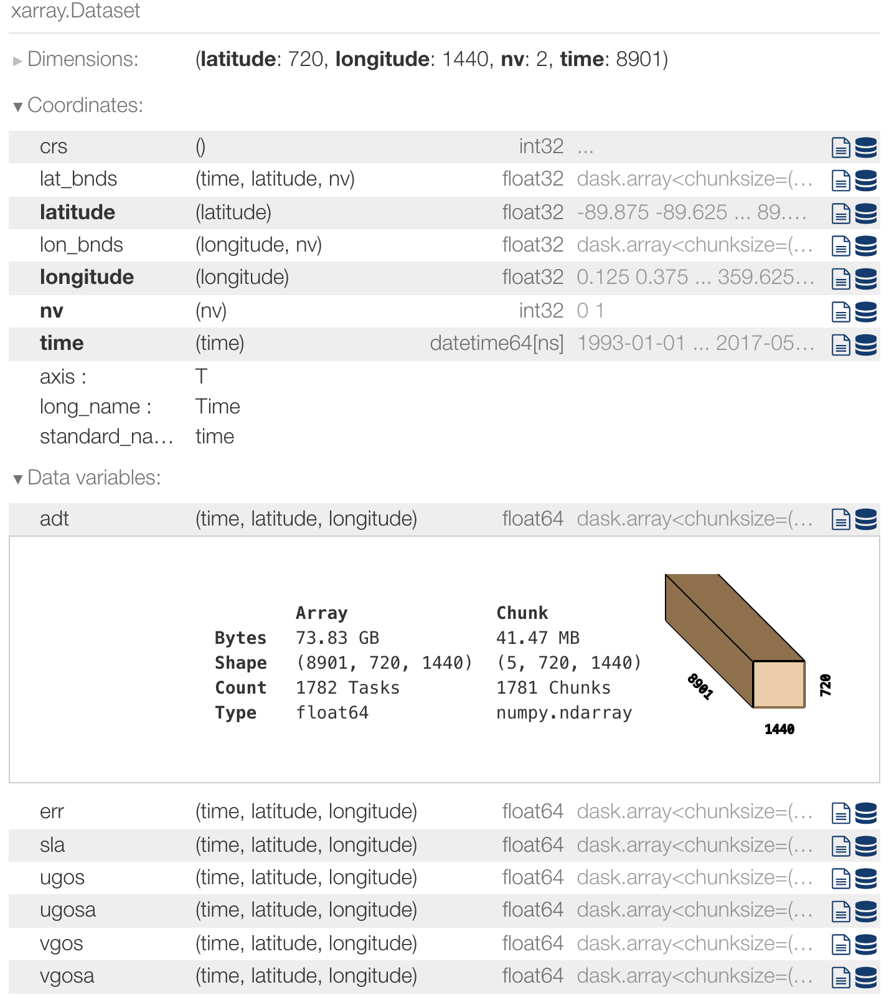 xarray.Dataset
► Dimensions: (latitude: 720, longitude: 1440, nv: 2, time: 8901)
▼ Coordinates:
crs () int32 ...
lat_bnds (time, latitude, nv) float32 dask.array<chunksize=(…
latitude (latitude) float32 -89.875 -89.625 ... 89.…
lon_bnds (longitude, nv) float32 dask.array<chunksize=(…
longitude (longitude) float32 0.125 0.375 ... 359.625…
nv (nv) int32 0 1
time (time) datetime64[ns] 1993-01-01 ... 2017-05…
axis : T
long_name : Time
standard_na… time
▼ Data variables:
adt (time, latitude, longitude) float64 dask.array<chunksize=(…
Array Chunk
Bytes 73.83 GB 41.47 MB
Shape (8901, 720, 1440) (5, 720, 1440)
Count 1782 Tasks 1781 Chunks
Type float64 numpy.ndarray
8901
720
1440
err (time, latitude, longitude) float64 dask.array<chunksize=(…
sla (time, latitude, longitude) float64 dask.array<chunksize=(…
ugos (time, latitude, longitude) float64 dask.array<chunksize=(…
ugosa (time, latitude, longitude) float64 dask.array<chunksize=(…
vgos (time, latitude, longitude) float64 dask.array<chunksize=(…
vgosa (time, latitude, longitude) float64 dask.array<chunksize=(…